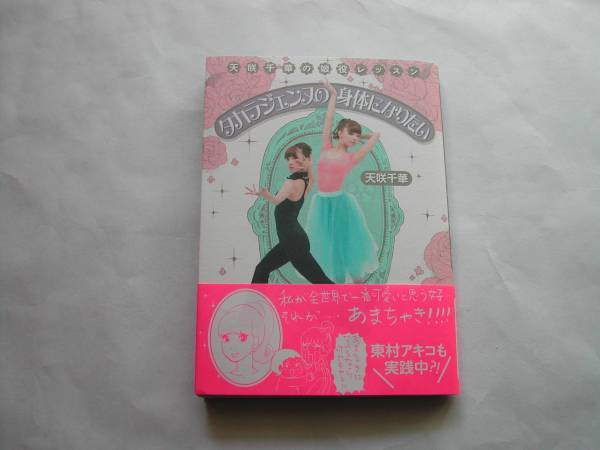 天咲千華の娘役レッスン
タカラジェンヌの身体になりたい
天咲千華
私が全世界で一番可愛いと思う女子
それが…あまちゃき!!!!
東村アキコも
実践中?!